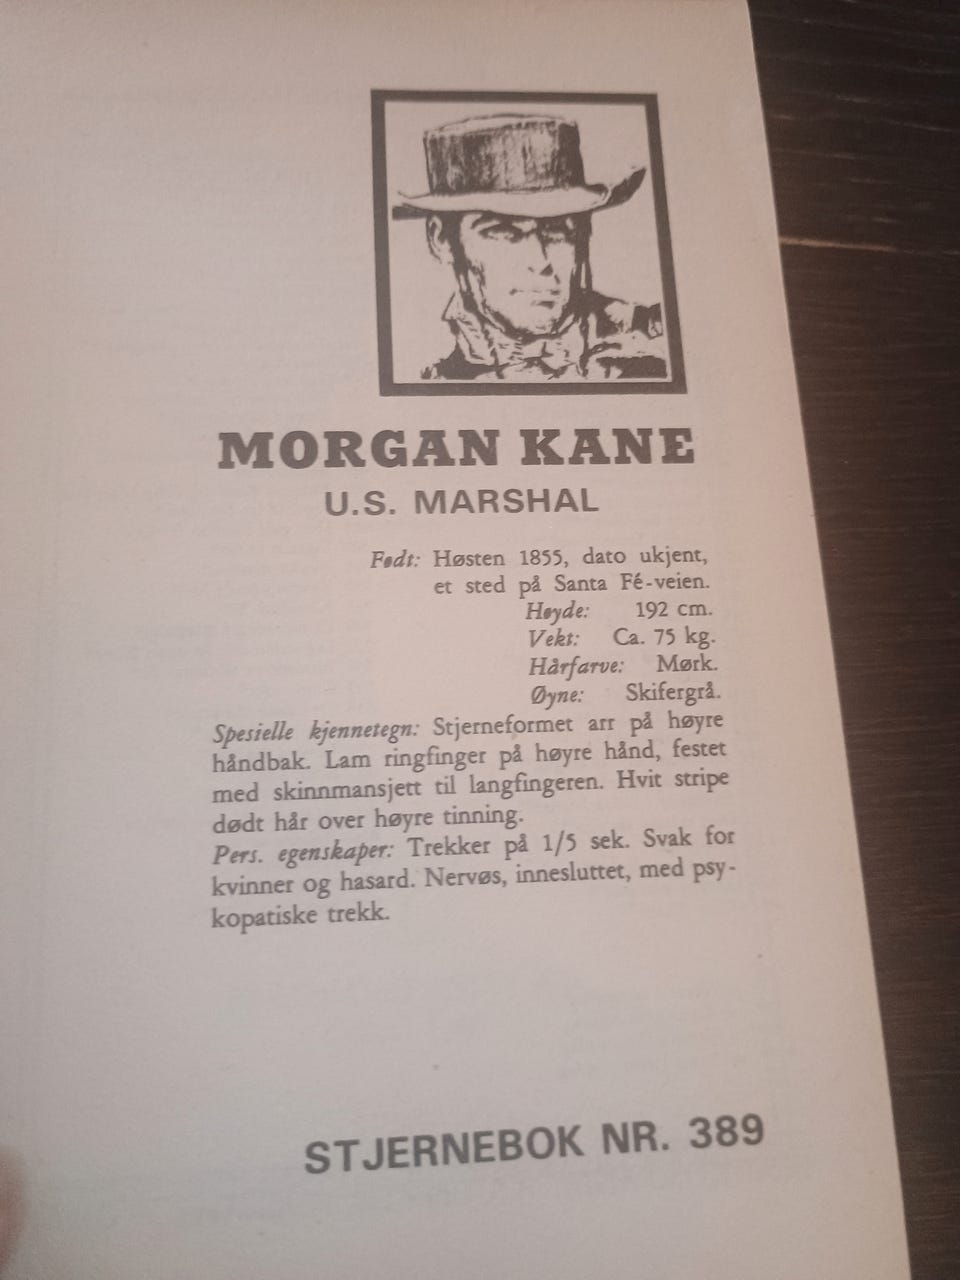 MORGAN KANE
U.S. MARSHAL
Født: Høsten 1855, dato ukjent,
et sted på Santa Fé-veien.
Høyde: 192 cm.
Vekt: Ca. 75 kg.
Hårfarve: Mørk.
Øyne: Skifergrå.
Spesielle kjennetegn: Stjerneformet arr på høyre
håndbak. Lam ringfinger på høyre hånd, festet
med skinnmansjett til langfingeren. Hvit stripe
dødt hår over høyre tinning.
Pers. egenskaper: Trekker på 1/5 sek. Svak for
kvinner og hasard. Nervøs, innesluttet, med psy-
kopatiske trekk.
STJERNEBOK NR. 389